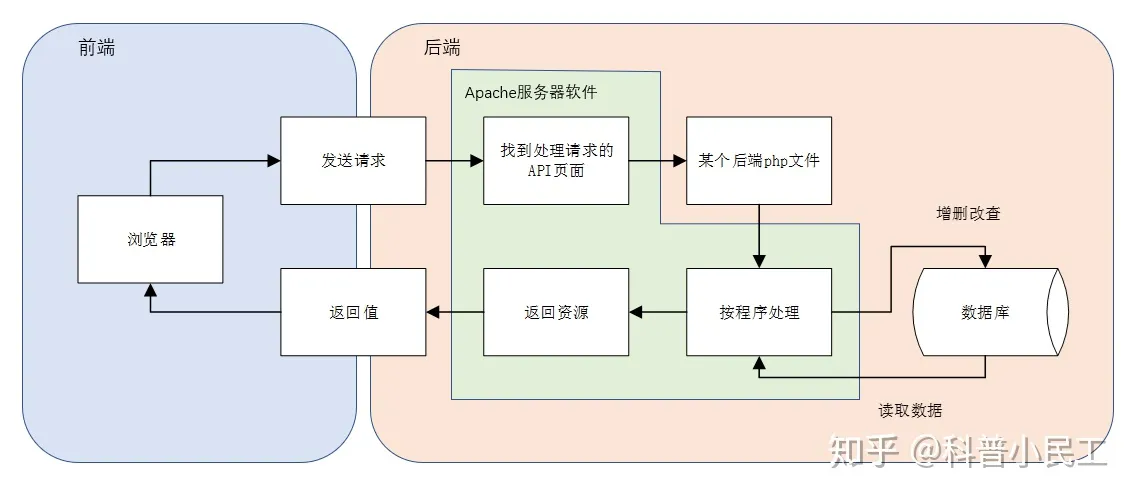 前端
后端
Apache服务器软件
发送请求
找到处理请求的
API页面
某个后端php文件
浏览器
增删改查
返回值
返回资源
按程序处理
数据库
读取数据
知乎 @科普小民工